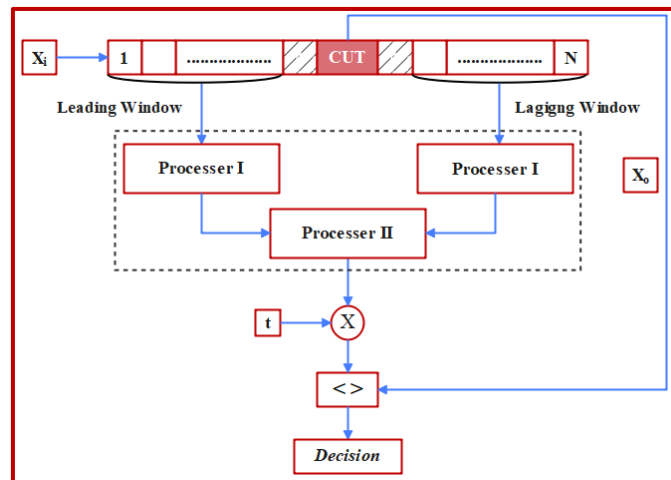 Xi 1 .................. CUT .................. N
Leading Window Lagigng Window
Processer I Processer I
Xo
Processer II
t X
< >
Decision